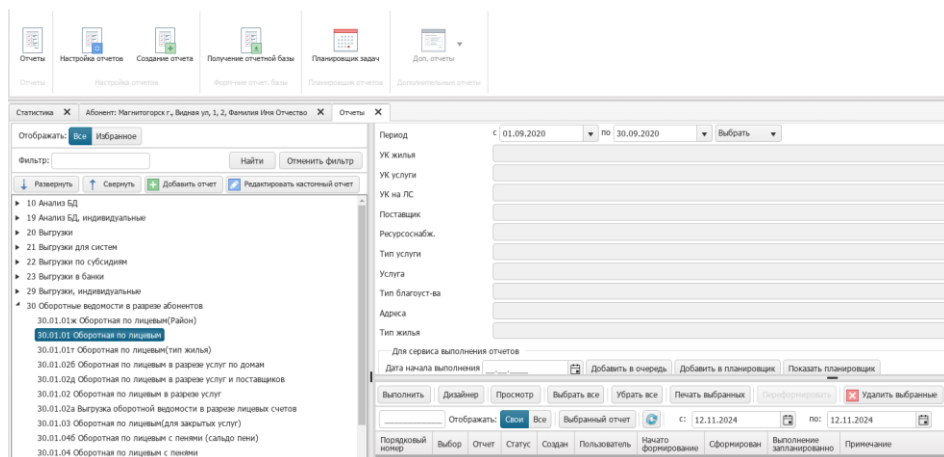 Отчеты
Настройка отчетов
Создание отчета
Получение отчетной базы
Планировщик задач
Доп. отчеты
Отчеты
Настройка отчетов
Форм-ние отчет. базы
Планировщик отчетов
Дополнительные отчеты
Статистика X
Абонент: Магнитогорск г., Видная ул, 1, 2, Фамилия Имя Отчество X
Отчеты X
Отображать: Все Избранное
Фильтр: Найти Отменить фильтр
Развернуть Свернуть Добавить отчет Редактировать кастомный отчет
10 Анализ БД
19 Анализ БД, индивидуальные
20 Выгрузки
21 Выгрузки для систем
22 Выгрузки по субсидиям
23 Выгрузки в банки
29 Выгрузки, индивидуальные
30 Оборотные ведомости в разрезе абонентов
30.01.01ж Оборотная по лицевым(Район)
30.01.01 Оборотная по лицевым
30.01.01т Оборотная по лицевым(тип жилья)
30.01.02б Оборотная по лицевым в разрезе услуг по домам
30.01.02д Оборотная по лицевым в разрезе услуг и поставщиков
30.01.02 Оборотная по лицевым в разрезе услуг
30.01.02а Выгрузка оборотной ведомости в разрезе лицевых счетов
30.01.03 Оборотная по лицевым(для закрытых услуг)
30.01.04б Оборотная по лицевым с пенями (сальдо пени)
30.01.04 Оборотная по лицевым с пенями
Период с 01.09.2020 по 30.09.2020 Выбрать
УК жилья
УК услуги
УК на ЛС
Поставщик
Ресурсоснабж.
Тип услуги
Услуга
Тип благоуст-ва
Адреса
Тип жилья
Для сервиса выполнения отчетов
Дата начала выполнения __.__.____ Добавить в очередь Добавить в планировщик Показать планировщик
Выполнить Дизайнер Просмотр Выбрать все Убрать все Печать выбранных Переформировать Удалить выбранные
Отображать: Свои Все Выбранный отчет с: 12.11.2024 по: 12.11.2024
Порядковый номер Выбор Отчет Статус Создан Пользователь Начато формирование Сформирован Выполнение запланированно Примечание